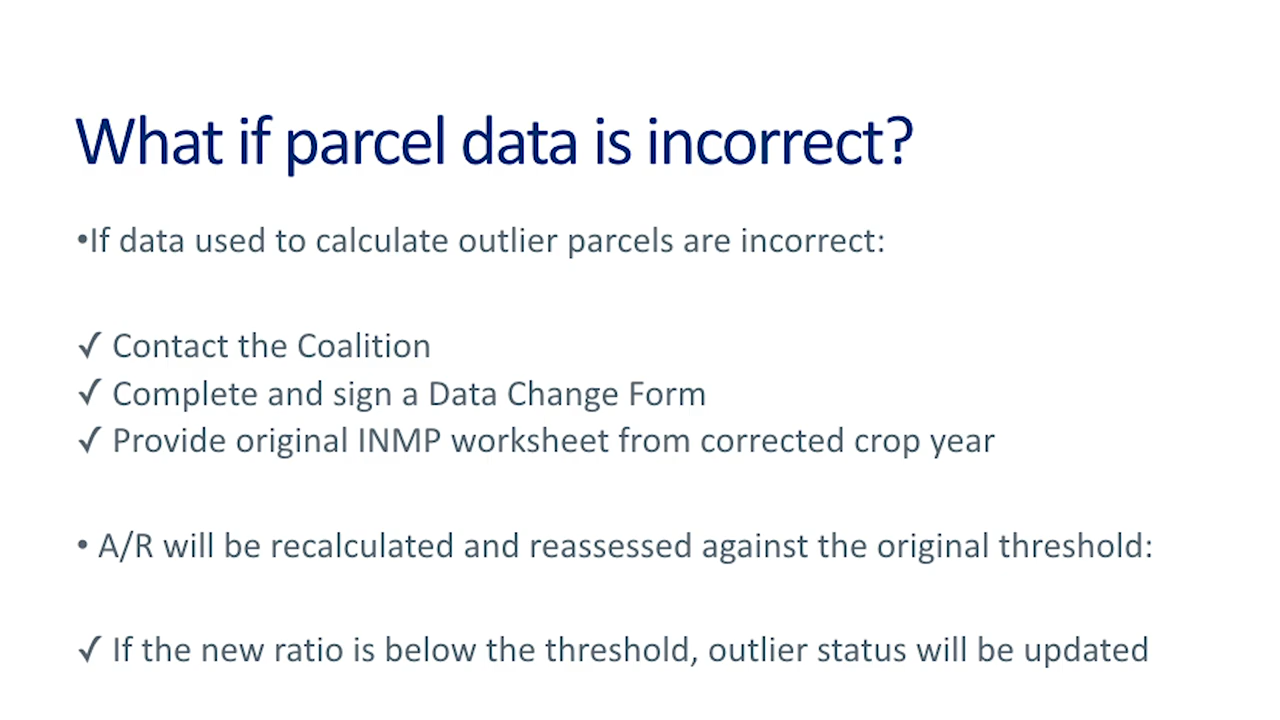 What if parcel data is incorrect?
•If data used to calculate outlier parcels are incorrect:
✓ Contact the Coalition
✓ Complete and sign a Data Change Form
✓ Provide original INMP worksheet from corrected crop year
• A/R will be recalculated and reassessed against the original threshold:
✓ If the new ratio is below the threshold, outlier status will be updated